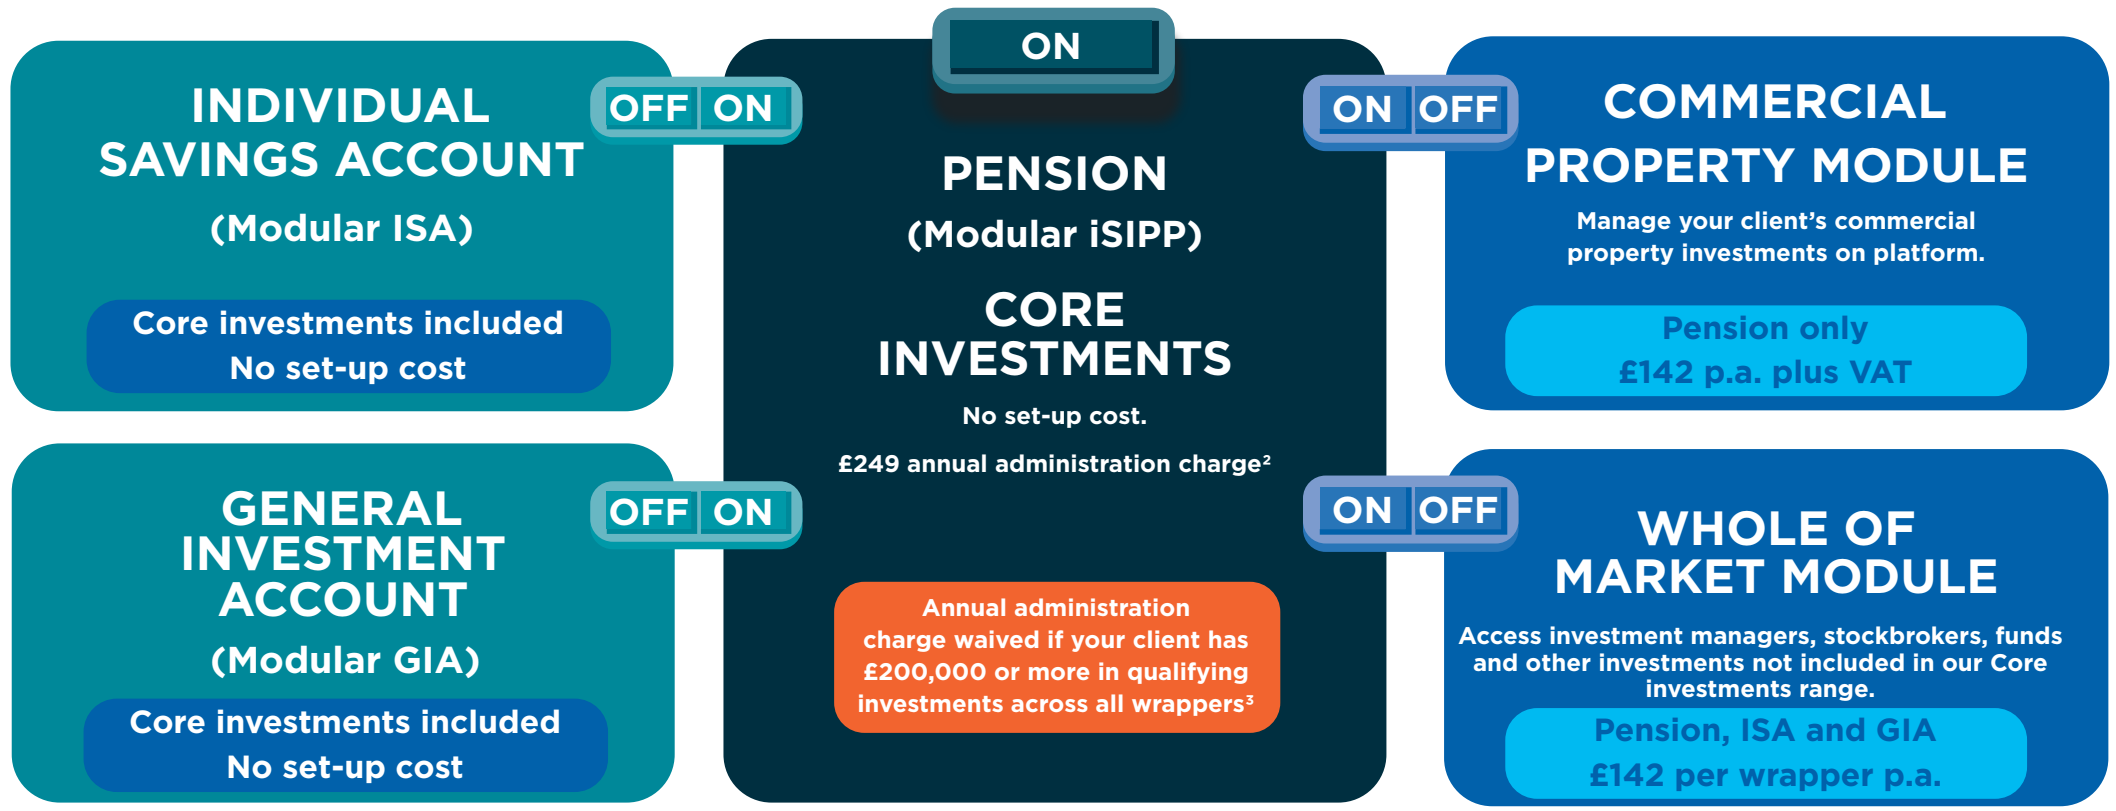 INDIVIDUAL
SAVINGS ACCOUNT
(Modular ISA)
Core investments included
No set-up cost
OFF ON
GENERAL
INVESTMENT
ACCOUNT
(Modular GIA)
Core investments included
No set-up cost
OFF ON
ON
PENSION
(Modular iSIPP)
CORE
INVESTMENTS
No set-up cost.
£249 annual administration charge²
Annual administration
charge waived if your client has
£200,000 or more in qualifying
investments across all wrappers³
ON OFF
COMMERCIAL
PROPERTY MODULE
Manage your client’s commercial
property investments on platform.
Pension only
£142 p.a. plus VAT
ON OFF
WHOLE OF
MARKET MODULE
Access investment managers, stockbrokers, funds
and other investments not included in our Core
investments range.
Pension, ISA and GIA
£142 per wrapper p.a.